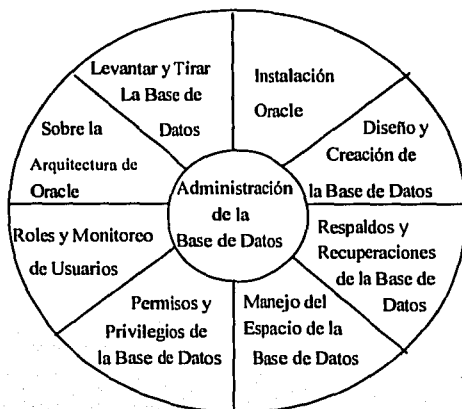 Levantar y Tirar
La Base de
Datos
Instalación
Oracle
Diseño y
Creación de
la Base de Datos
Respaldos y
Recuperaciones
de la Base de
Datos
Manejo del
Espacio de la
Base de Datos
Permisos y
Privilegios de
la Base de Datos
Roles y Monitoreo
de Usuarios
Sobre la
Arquitectura de
Oracle
Administración
de la
Base de Datos